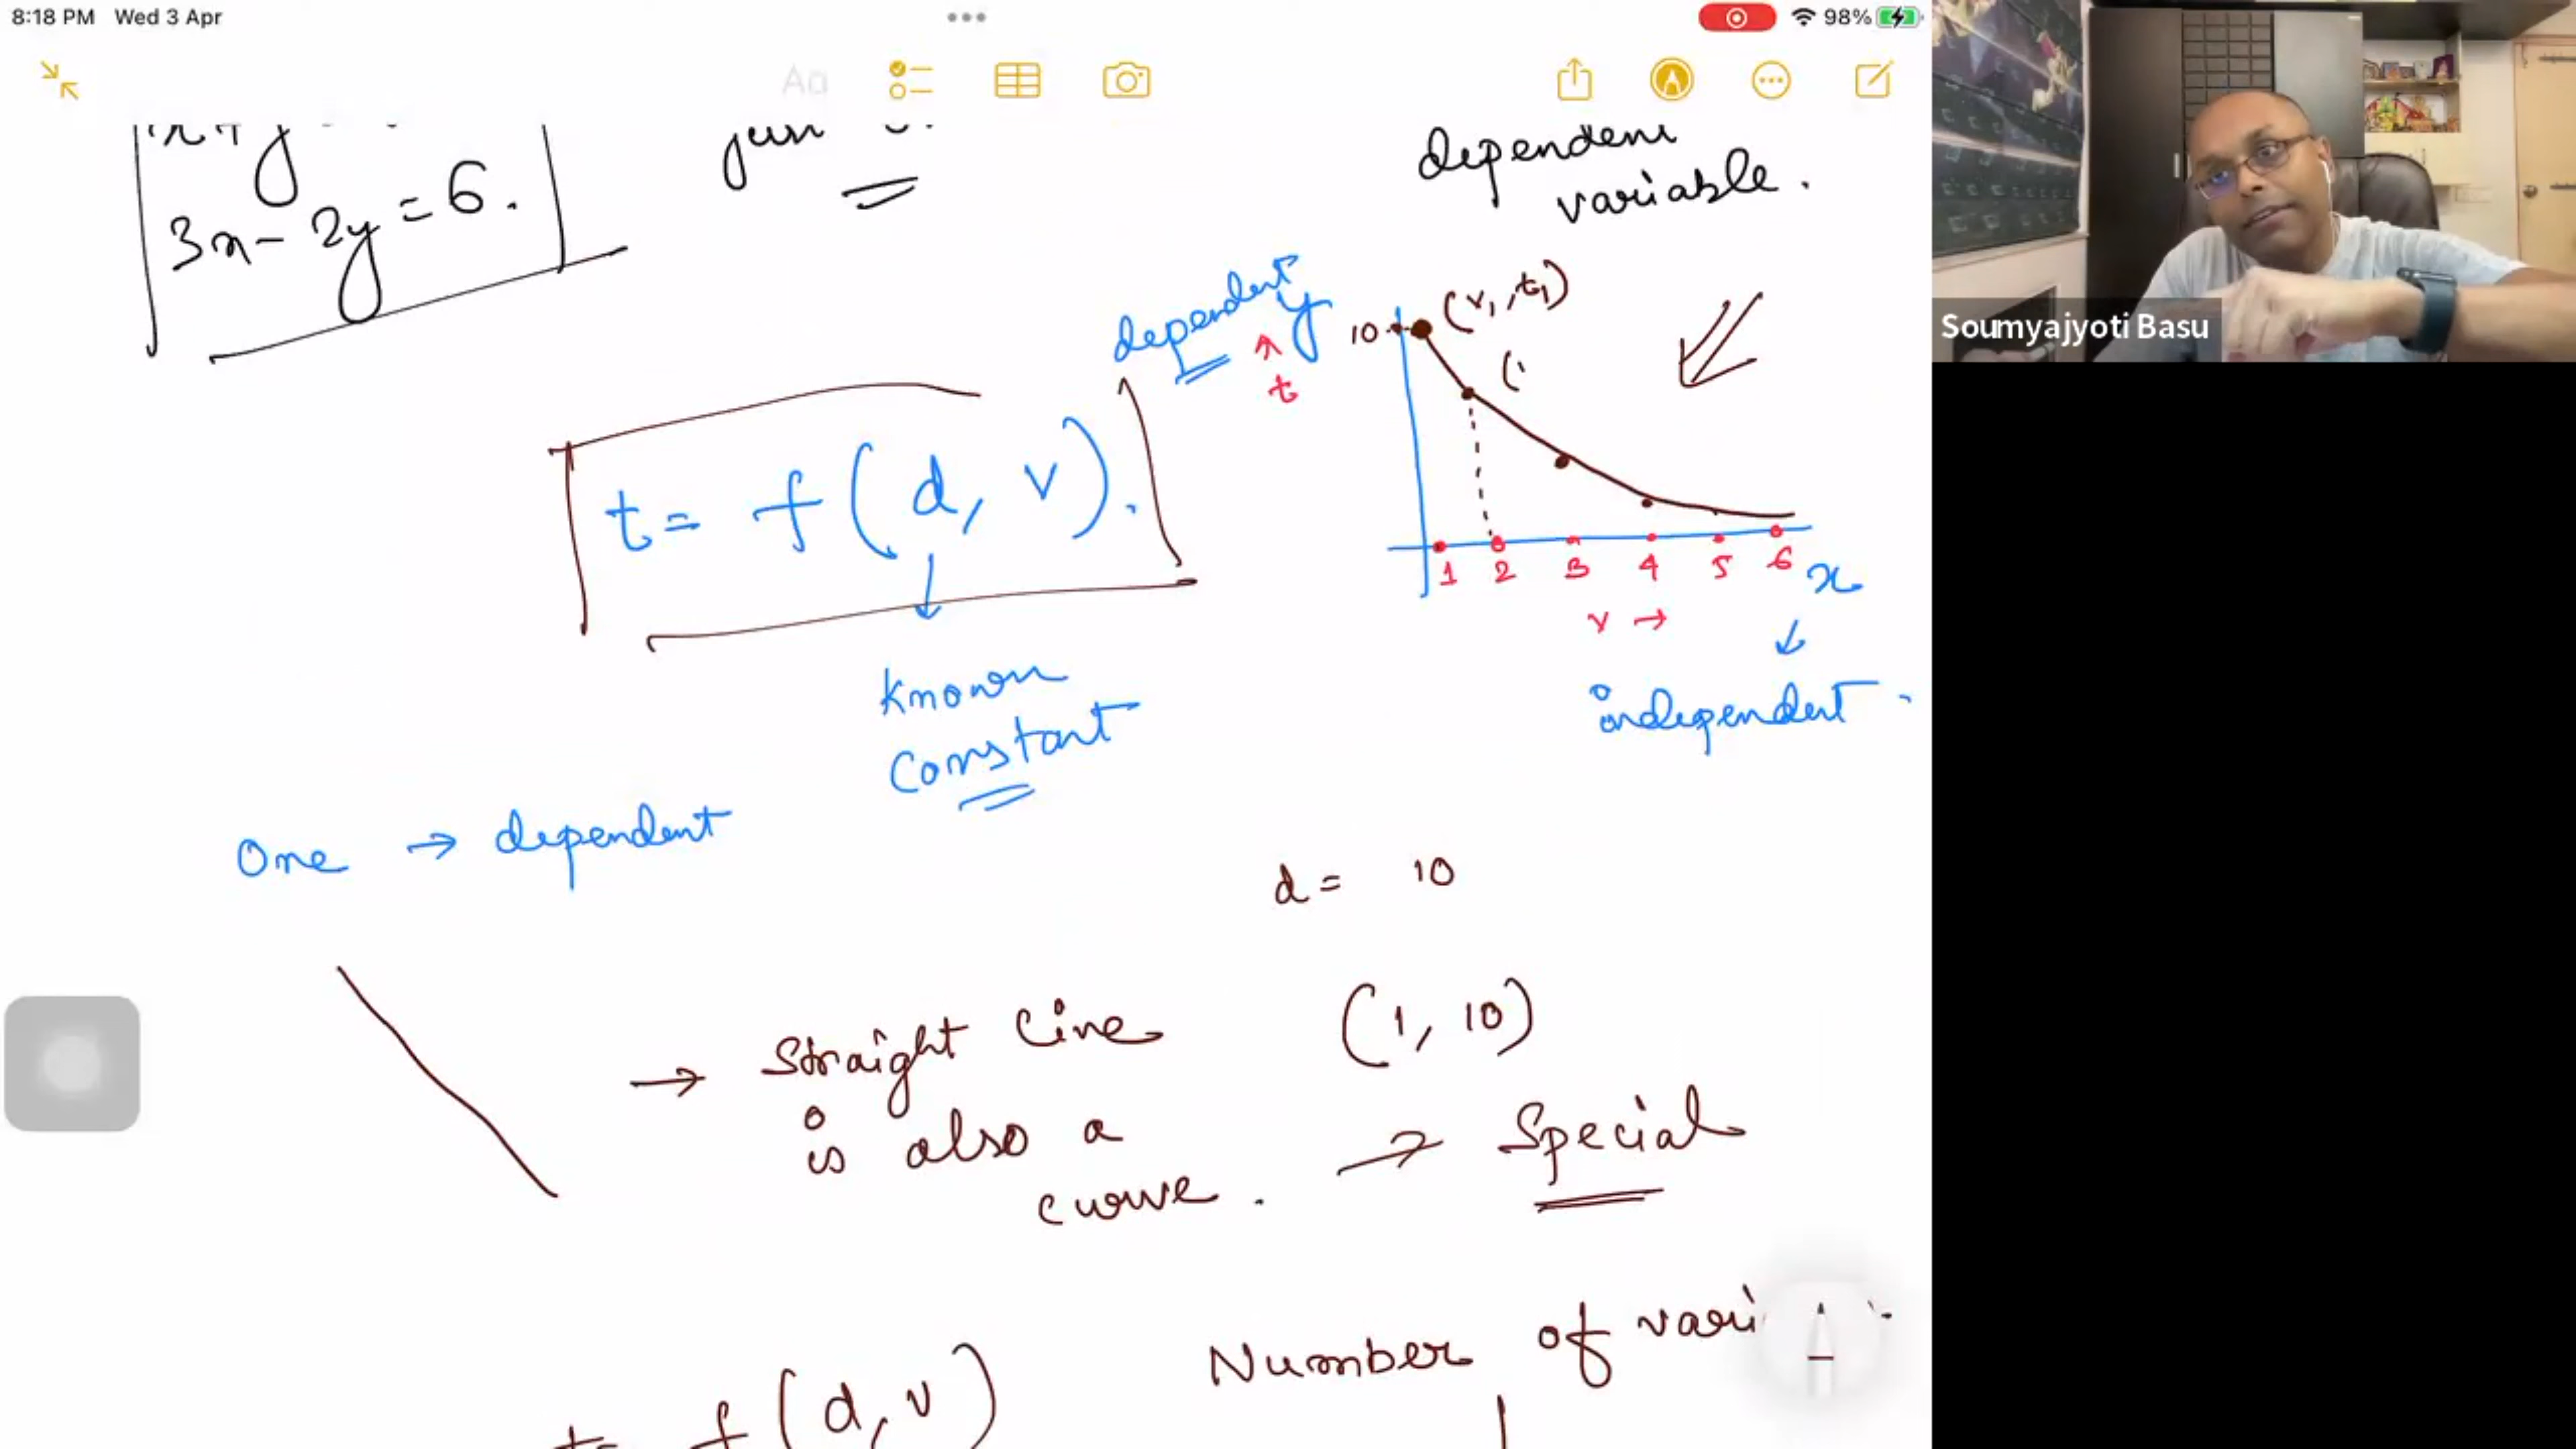 8:18 PM Wed 3 Apr
98%
Aa
3x - 2y = 6.
dependent
variable.
Soumyajyoti Basu
dependent
y
t
10
(v₁, t₁)
(
t = f(d, v).
1 2 3 4 5 6
x
v →
known
constant
independent
One → dependent
d = 10
→ Straight line
is also a
curve.
(1, 10)
→ Special
Number of vari
t = f(d, v)